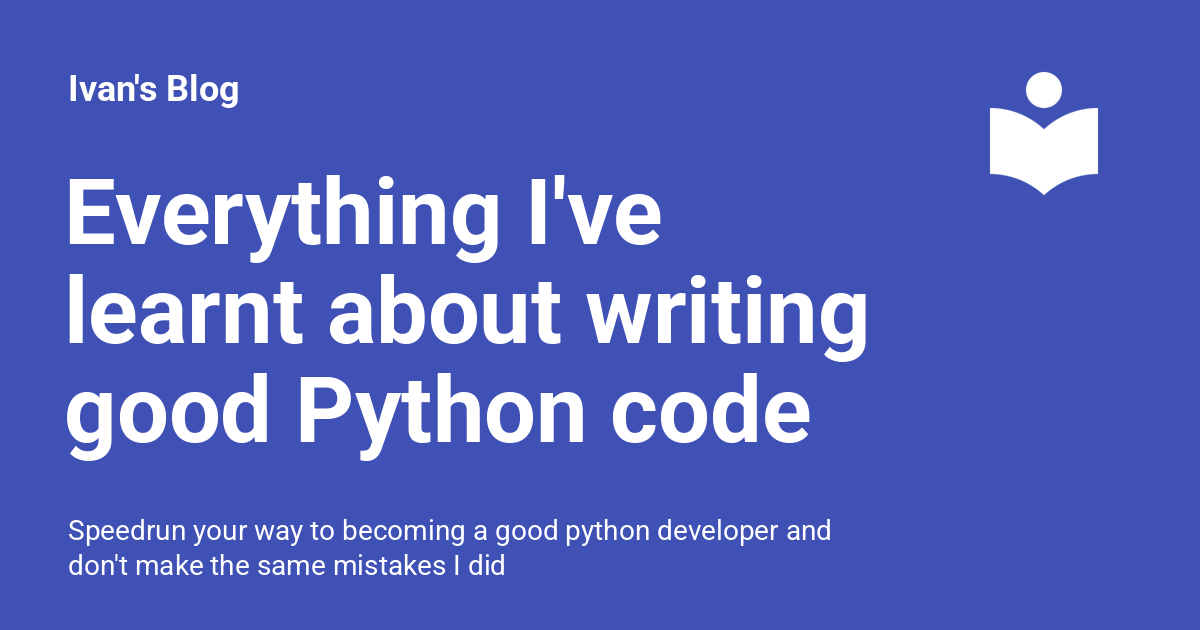 Ivan's Blog
Everything I've
learnt about writing
good Python code
Speedrun your way to becoming a good python developer and
don't make the same mistakes I did